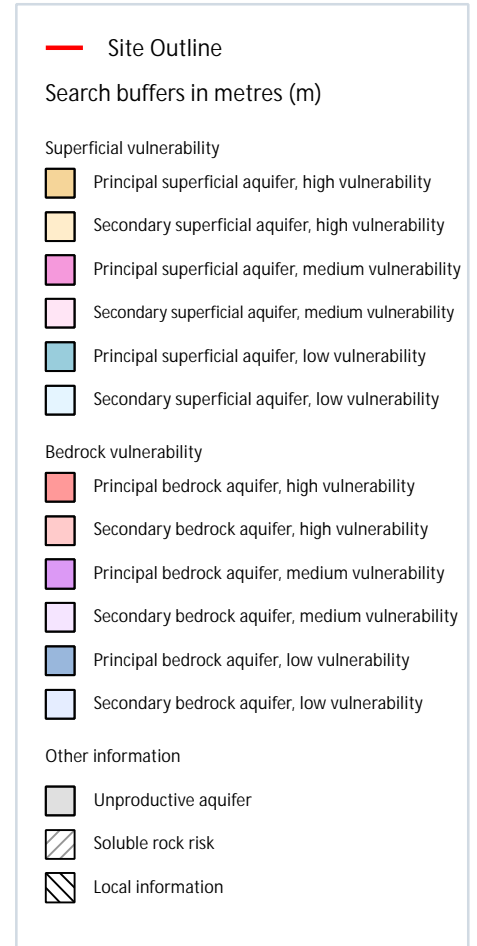 Site Outline
Search buffers in metres (m)
Superficial vulnerability
Principal superficial aquifer, high vulnerability
Secondary superficial aquifer, high vulnerability
Principal superficial aquifer, medium vulnerability
Secondary superficial aquifer, medium vulnerability
Principal superficial aquifer, low vulnerability
Secondary superficial aquifer, low vulnerability
Bedrock vulnerability
Principal bedrock aquifer, high vulnerability
Secondary bedrock aquifer, high vulnerability
Principal bedrock aquifer, medium vulnerability
Secondary bedrock aquifer, medium vulnerability
Principal bedrock aquifer, low vulnerability
Secondary bedrock aquifer, low vulnerability
Other information
Unproductive aquifer
Soluble rock risk
Local information